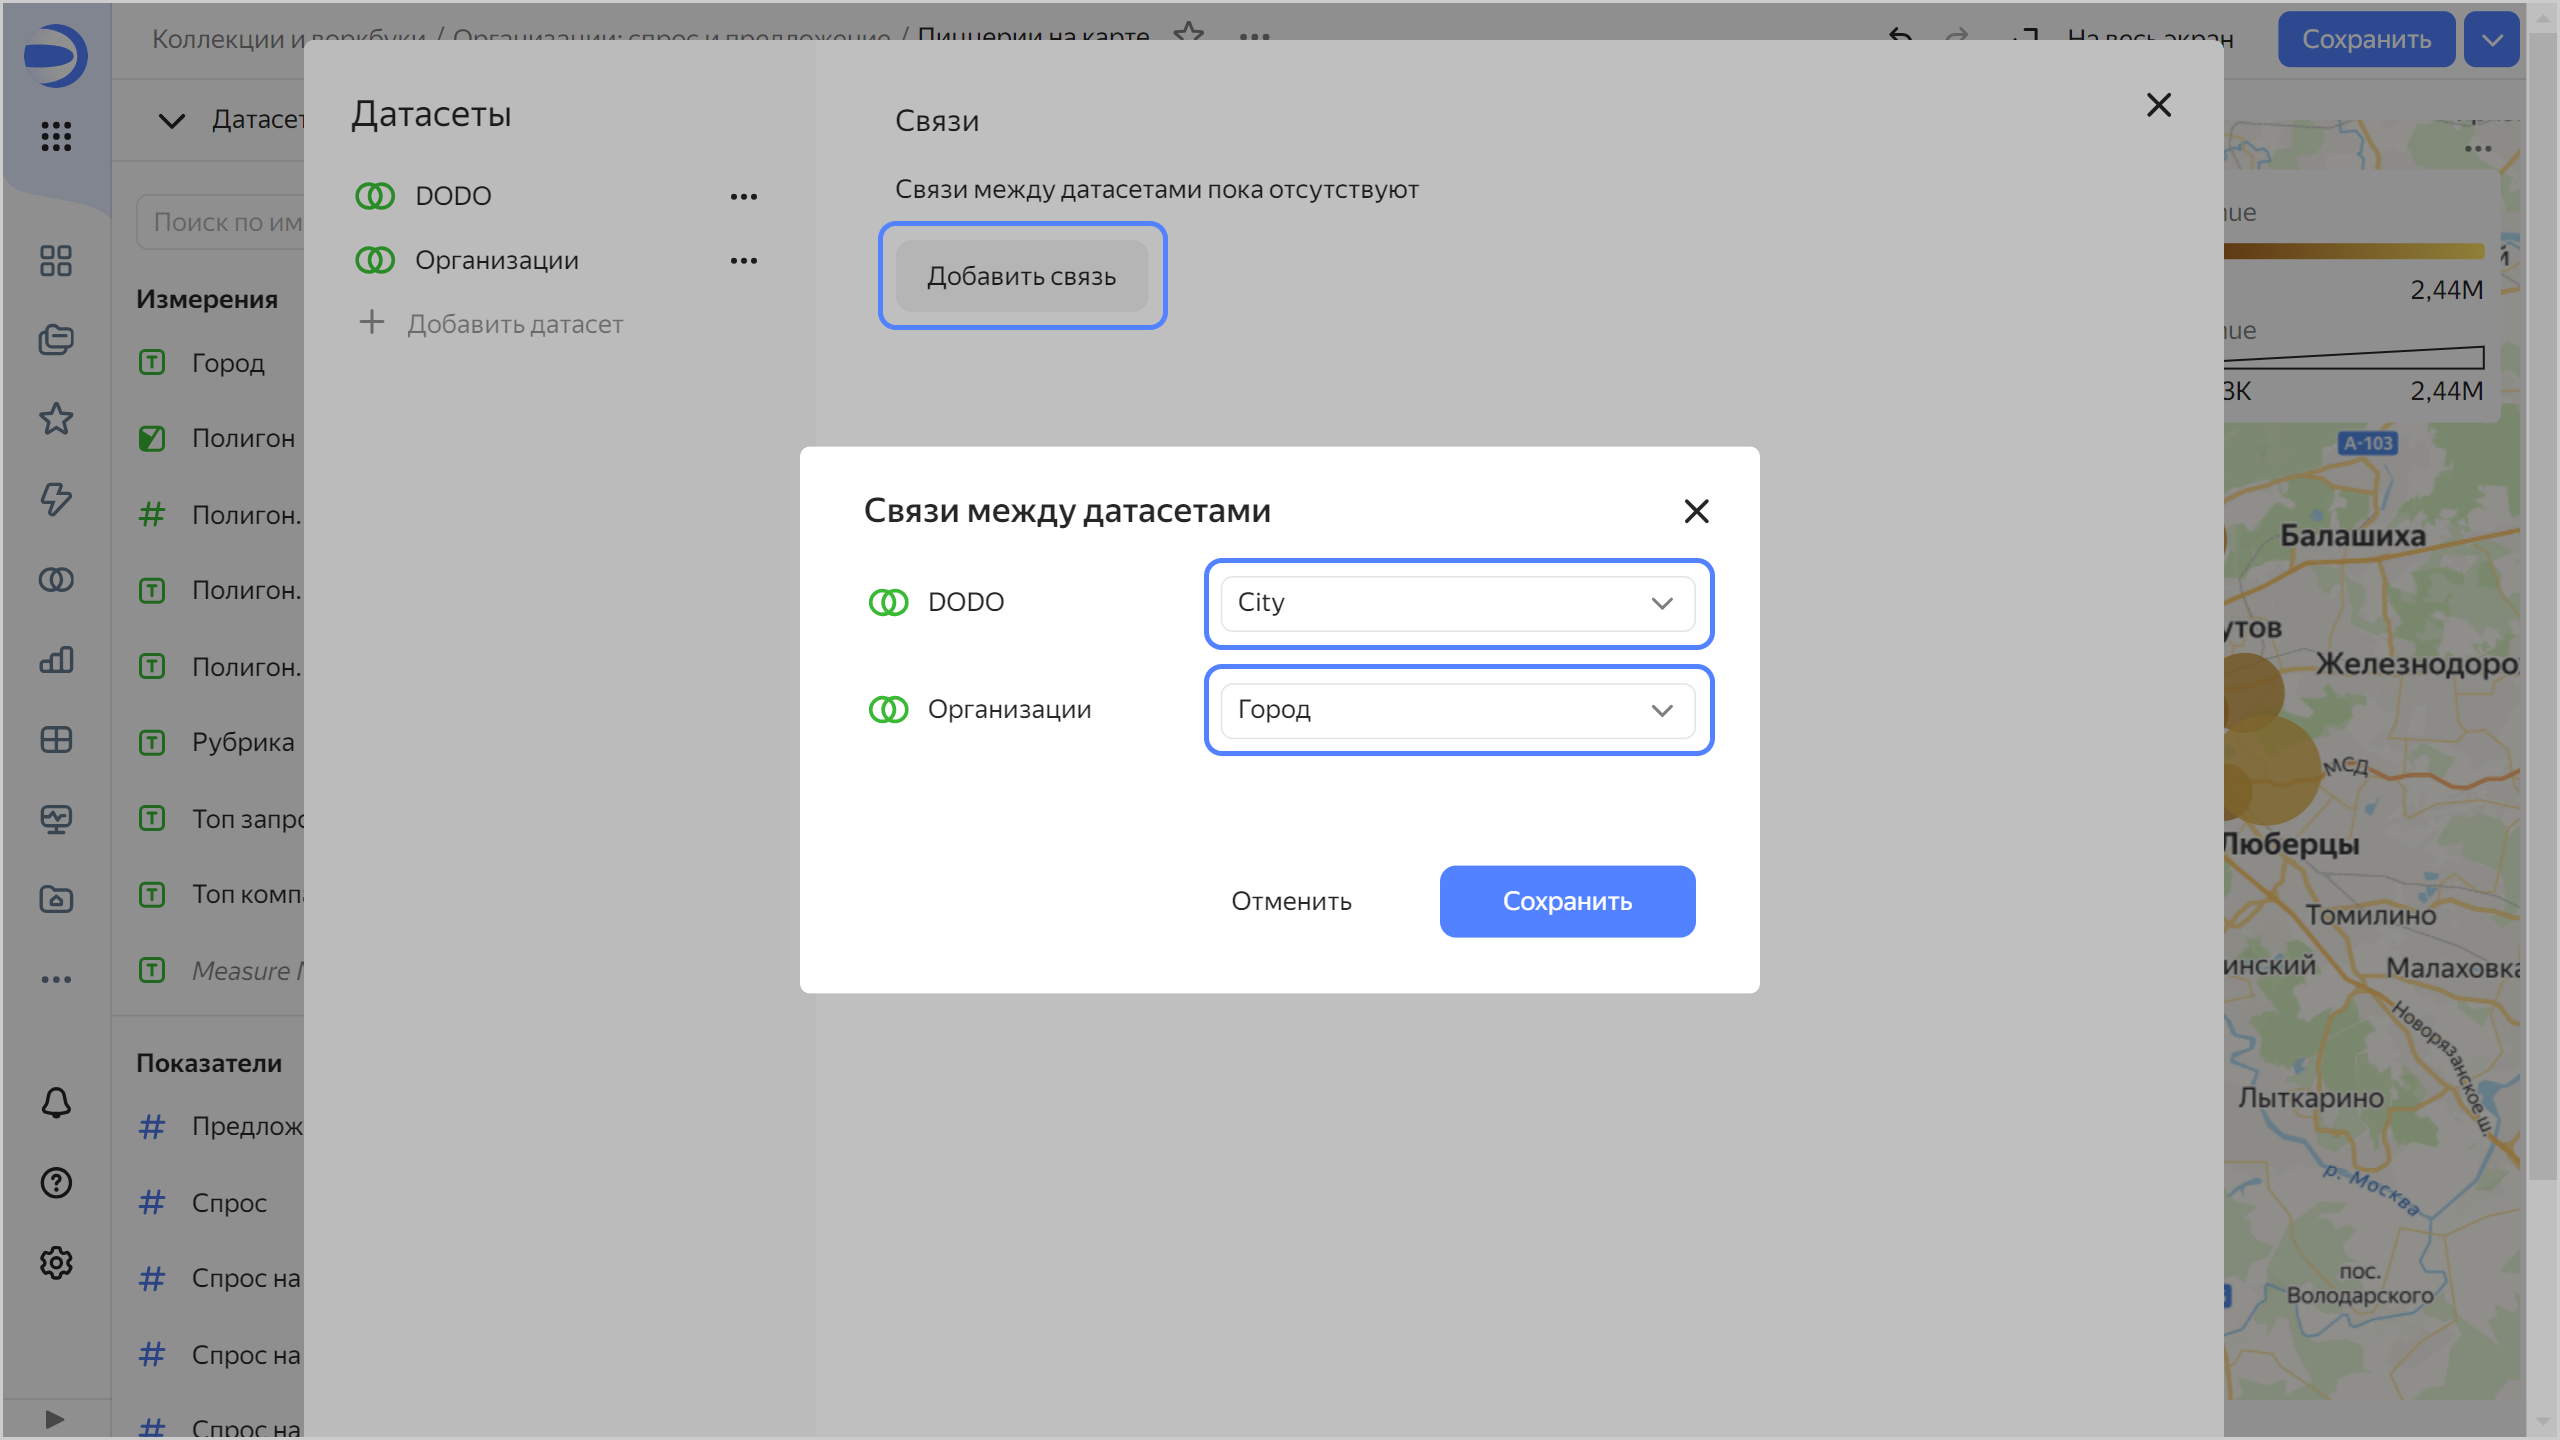 Коллекции и воркбуки / Организации: спрос и предложение / Пиццерии на карте
На весь экран
Сохранить
Датасеты
Поиск по им
Измерения
Город
Полигон
Полигон.
Полигон.
Полигон.
Рубрика
Топ запро
Топ компа
Measure
Показатели
Предлож
Спрос
Спрос на
Спрос на
Спрос на
Датасеты
DODO
Организации
Добавить датасет
Связи
Связи между датасетами пока отсутствуют
Добавить связь
Связи между датасетами
DODO
City
Организации
Город
Отменить
Сохранить
nue
2,44M
nue
3K
2,44M
А-103
Балашиха
утов
Железнодоро
МСД
Люберцы
Томилино
инский
Малаховка
Новорязанское ш.
Лыткарино
р. Москва
пос.
Володарского